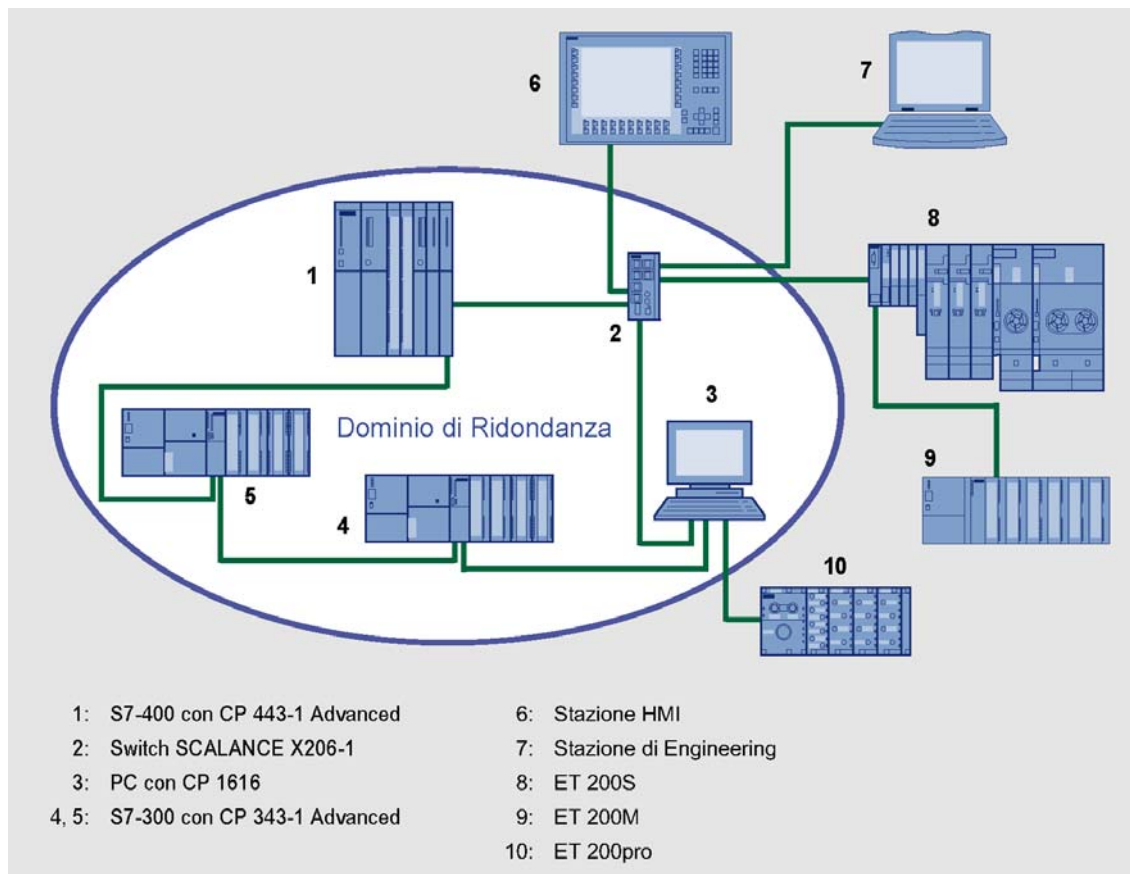 6
7
8
1
2
3
Dominio di Ridondanza
9
5
4
10
1: S7-400 con CP 443-1 Advanced
2: Switch SCALANCE X206-1
3: PC con CP 1616
4, 5: S7-300 con CP 343-1 Advanced
6: Stazione HMI
7: Stazione di Engineering
8: ET 200S
9: ET 200M
10: ET 200pro